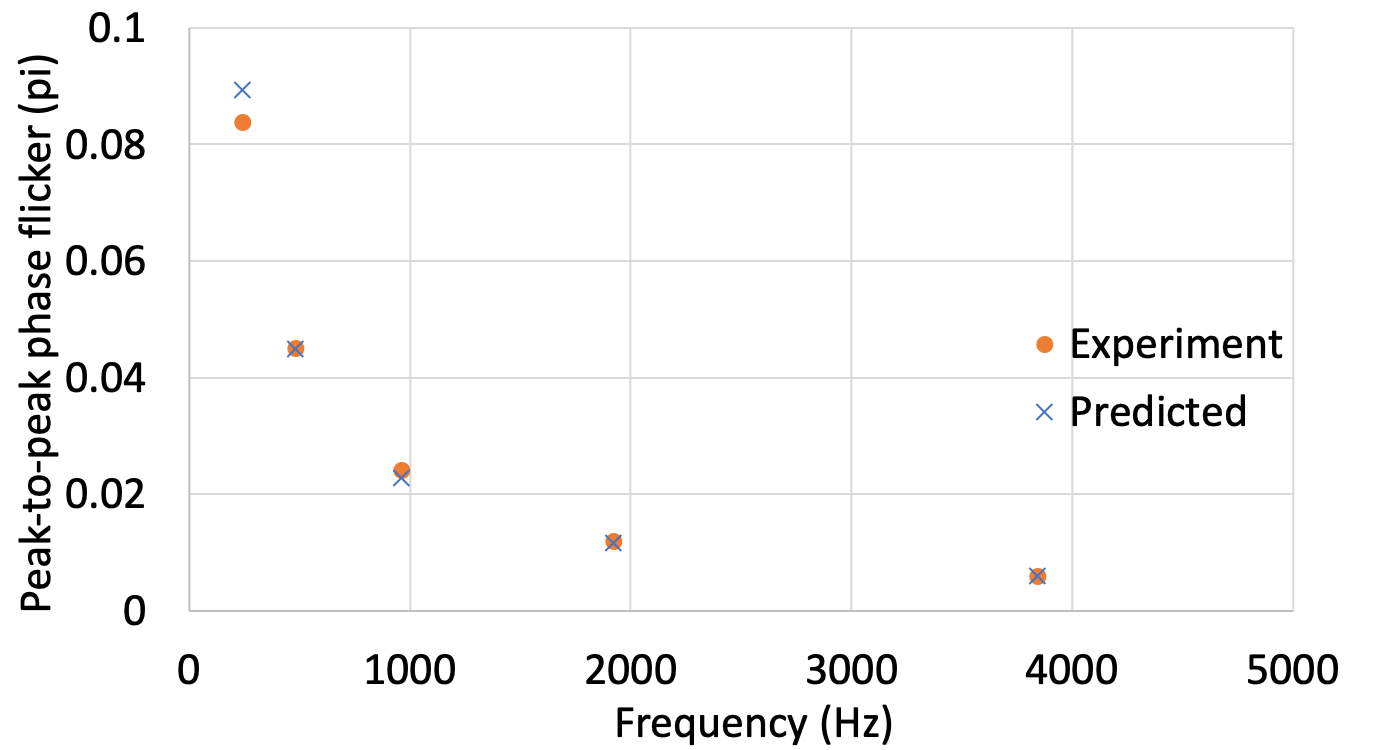 Peak-to-peak phase flicker (pi)
0.1
0.08
0.06
0.04
0.02
0
0 1000 2000 3000 4000 5000
Frequency (Hz)
Experiment
Predicted